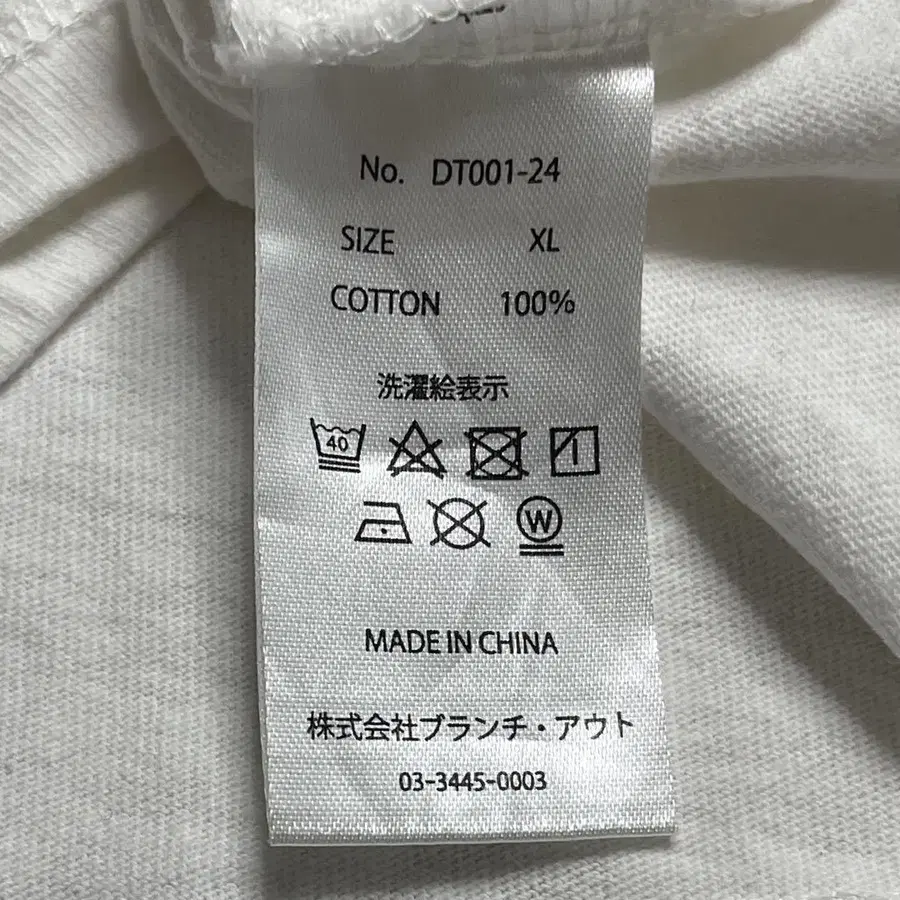 No. DT001-24
SIZE XL
COTTON 100%
洗濯絵表示
40
W
MADE IN CHINA
株式会社ブランチ・アウト
03-3445-0003